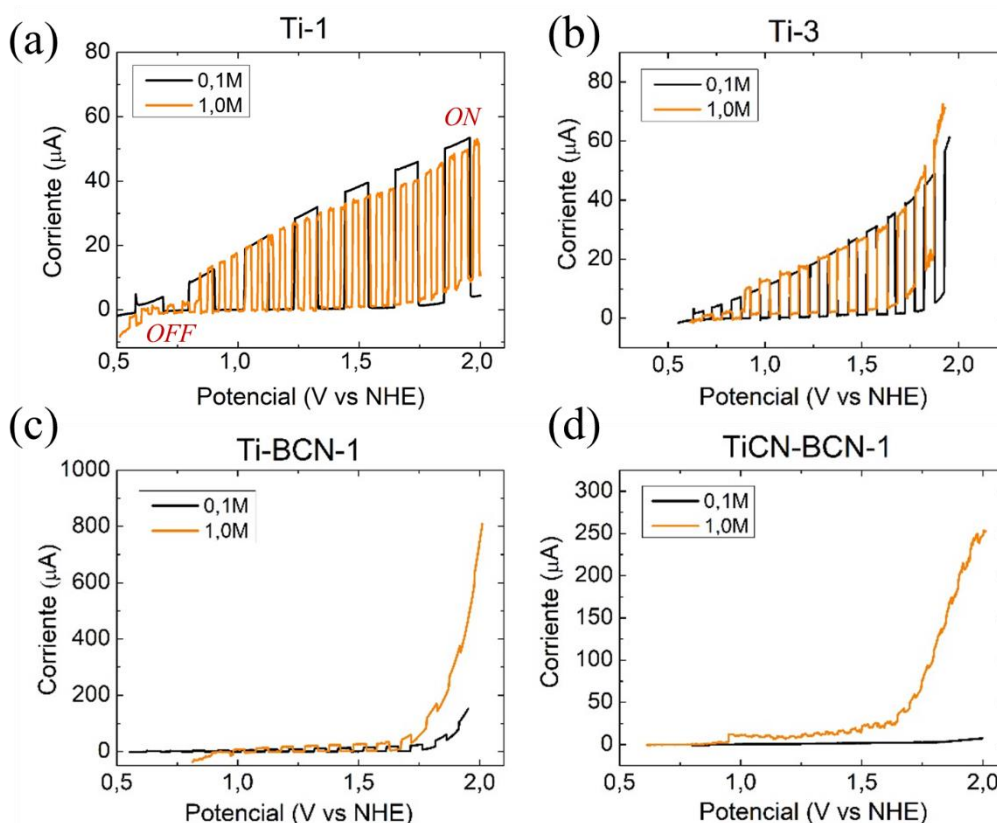 (a)
Ti-1
80
60
40
20
0
Corriente (µA)
0,1M
1,0M
ON
OFF
0,5
1,0
1,5
2,0
Potencial (V vs NHE)
(b)
Ti-3
80
60
40
20
0
Corriente (µA)
0,1M
1,0M
0,5
1,0
1,5
2,0
Potencial (V vs NHE)
(c)
Ti-BCN-1
1000
800
600
400
200
0
Corriente (µA)
0,1M
1,0M
0,5
1,0
1,5
2,0
Potencial (V vs NHE)
(d)
TiCN-BCN-1
300
250
200
150
100
50
0
Corriente (µA)
0,1M
1,0M
0,5
1,0
1,5
2,0
Potencial (V vs NHE)